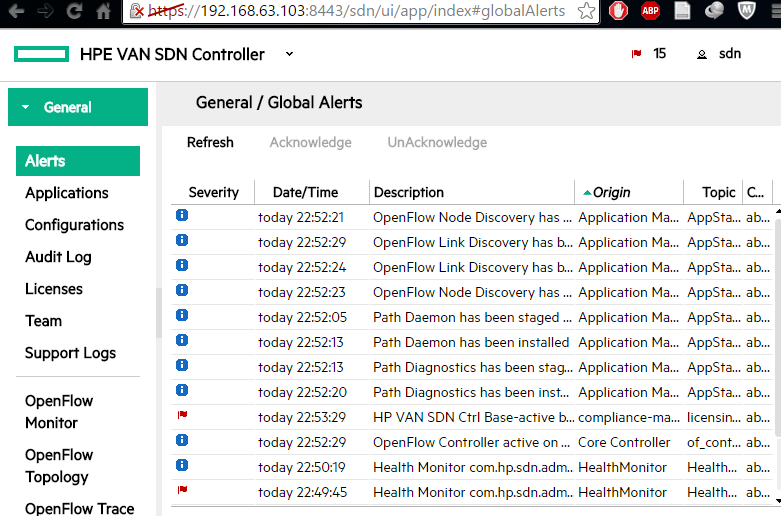 https://192.168.63.103:8443/sdn/ui/app/index#globalAlerts
ABP
HPE VAN SDN Controller
15
sdn
General
General / Global Alerts
Refresh Acknowledge UnAcknowledge
Alerts
Applications
Configurations
Audit Log
Licenses
Team
Support Logs
OpenFlow
Monitor
OpenFlow
Topology
OpenFlow Trace
Severity Date/Time Description Origin Topic C...
today 22:52:21 OpenFlow Node Discovery has ... Application Ma... AppSta... ab...
today 22:52:29 OpenFlow Link Discovery has b... Application Ma... AppSta... ab...
today 22:52:24 OpenFlow Link Discovery has b... Application Ma... AppSta... ab...
today 22:52:23 OpenFlow Node Discovery has ... Application Ma... AppSta... ab...
today 22:52:05 Path Daemon has been staged ... Application Ma... AppSta... ab...
today 22:52:13 Path Daemon has been installed Application Ma... AppSta... ab...
today 22:52:13 Path Diagnostics has been stag... Application Ma... AppSta... ab...
today 22:52:20 Path Diagnostics has been inst... Application Ma... AppSta... ab...
today 22:53:29 HP VAN SDN Ctrl Base-active b... compliance-ma... licensin... ab...
today 22:52:29 OpenFlow Controller active on ... Core Controller of_cont... ab...
today 22:50:19 Health Monitor com.hp.sdn.adm... HealthMonitor Health... ab...
today 22:49:45 Health Monitor com.hp.sdn.adm... HealthMonitor Health... ab...